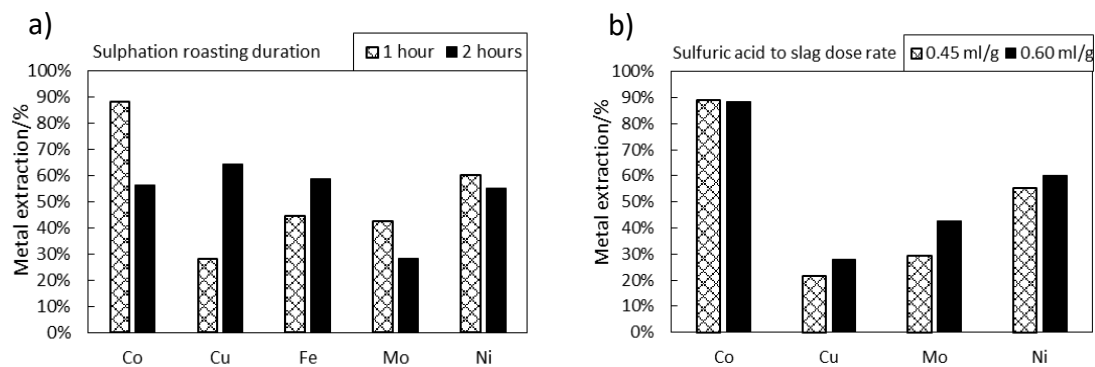 a)
Sulphation roasting duration
1 hour 2 hours
Metal extraction/%
100%
90%
80%
70%
60%
50%
40%
30%
20%
10%
0%
Co Cu Fe Mo Ni
b)
Sulfuric acid to slag dose rate
0.45 ml/g 0.60 ml/g
Metal extraction/%
100%
90%
80%
70%
60%
50%
40%
30%
20%
10%
0%
Co Cu Mo Ni